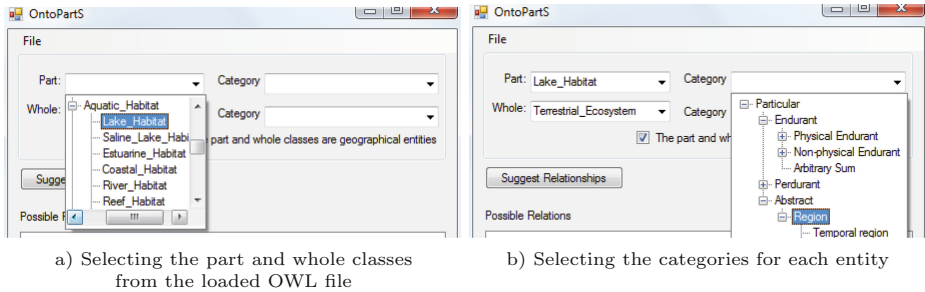 OntoPartS
File
Part:
Category
Whole:
Aquatic_Habitat
Lake_Habitat
Category
Saline_Lake_Habi
part and whole classes are geographical entities
Estuarine_Habitat
Coastal_Habitat
Sugge
River_Habitat
Reef_Habitat
Possible
a) Selecting the part and whole classes
from the loaded OWL file
OntoPartS
File
Part: Lake_Habitat Category
Whole: Terrestrial_Ecosystem Category
Particular
Endurant
The part and wh
Physical Endurant
Non-physical Endurant
Arbitrary Sum
Suggest Relationships
Perdurant
Abstract
Possible Relations
Region
Temporal region
b) Selecting the categories for each entity